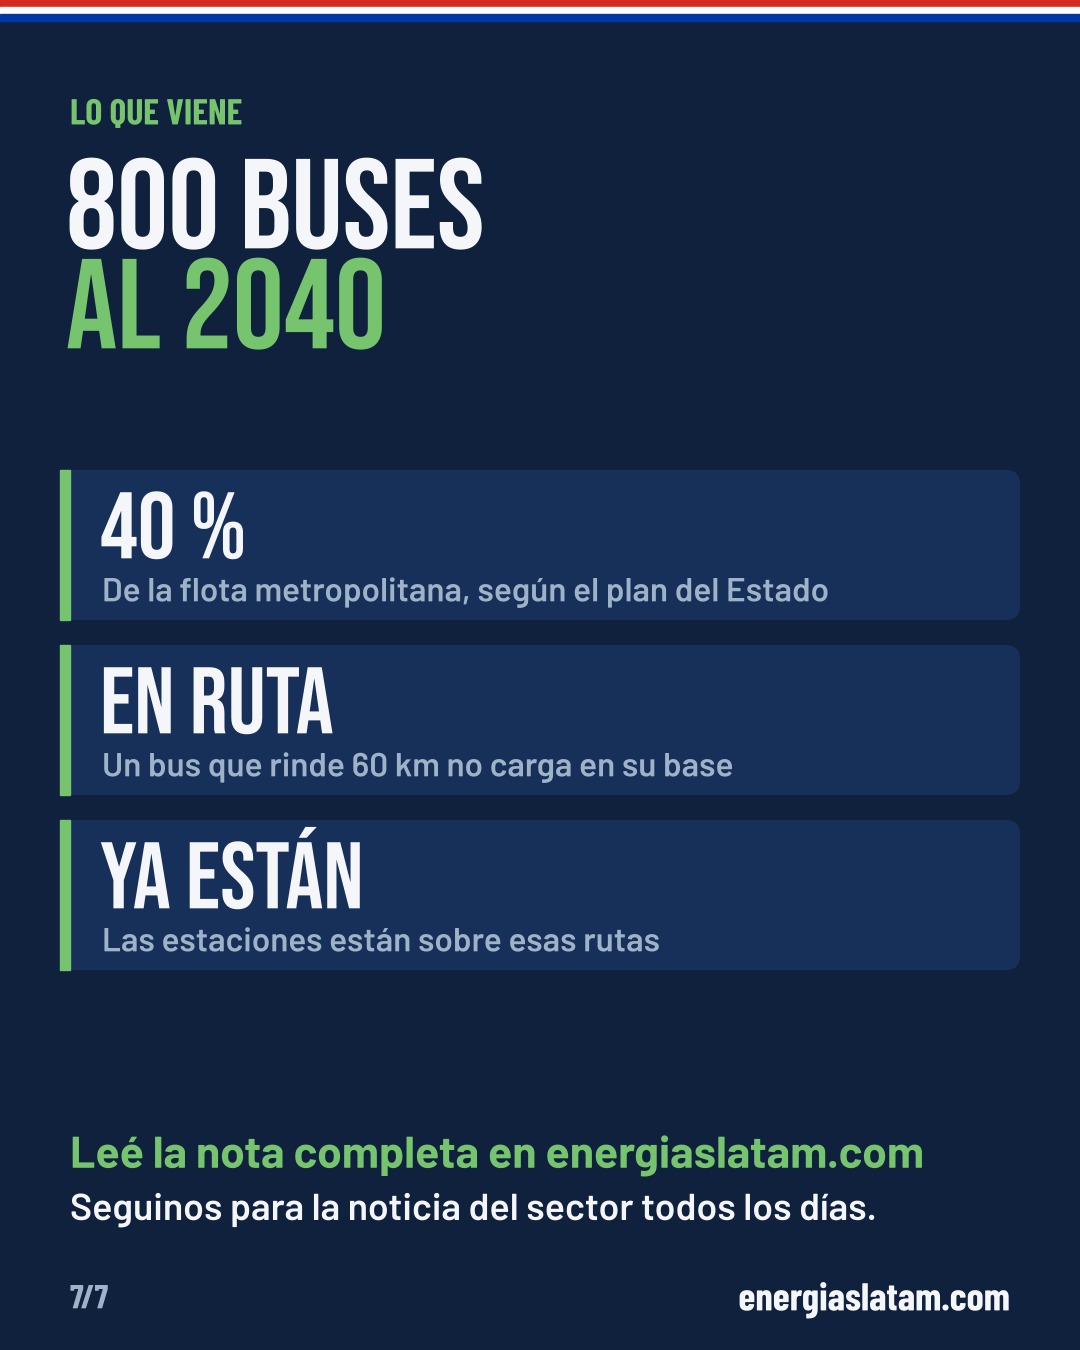 LO QUE VIENE
800 BUSES
AL 2040
40 %
De la flota metropolitana, según el plan del Estado
EN RUTA
Un bus que rinde 60 km no carga en su base
YA ESTÁN
Las estaciones están sobre esas rutas
Leé la nota completa en energiaslatam.com
Seguinos para la noticia del sector todos los días.
7/7
energiaslatam.com